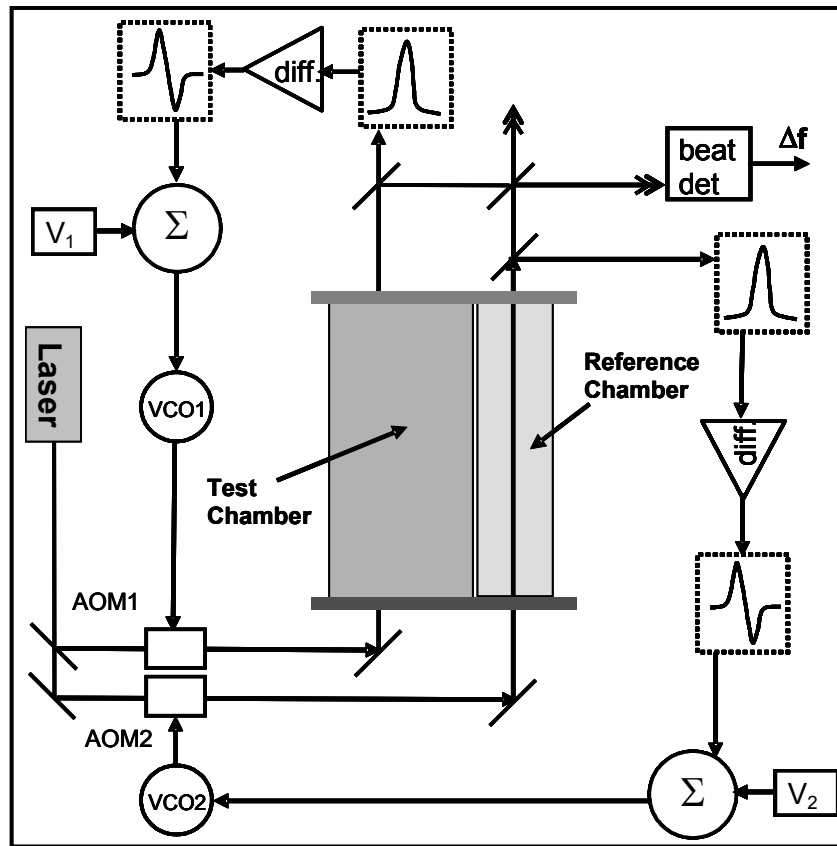 diff.
beat
det
Δf
Σ
V₁
Laser
Reference
Chamber
VCO1
diff.
Test
Chamber
AOM1
AOM2
VCO2
Σ
V₂